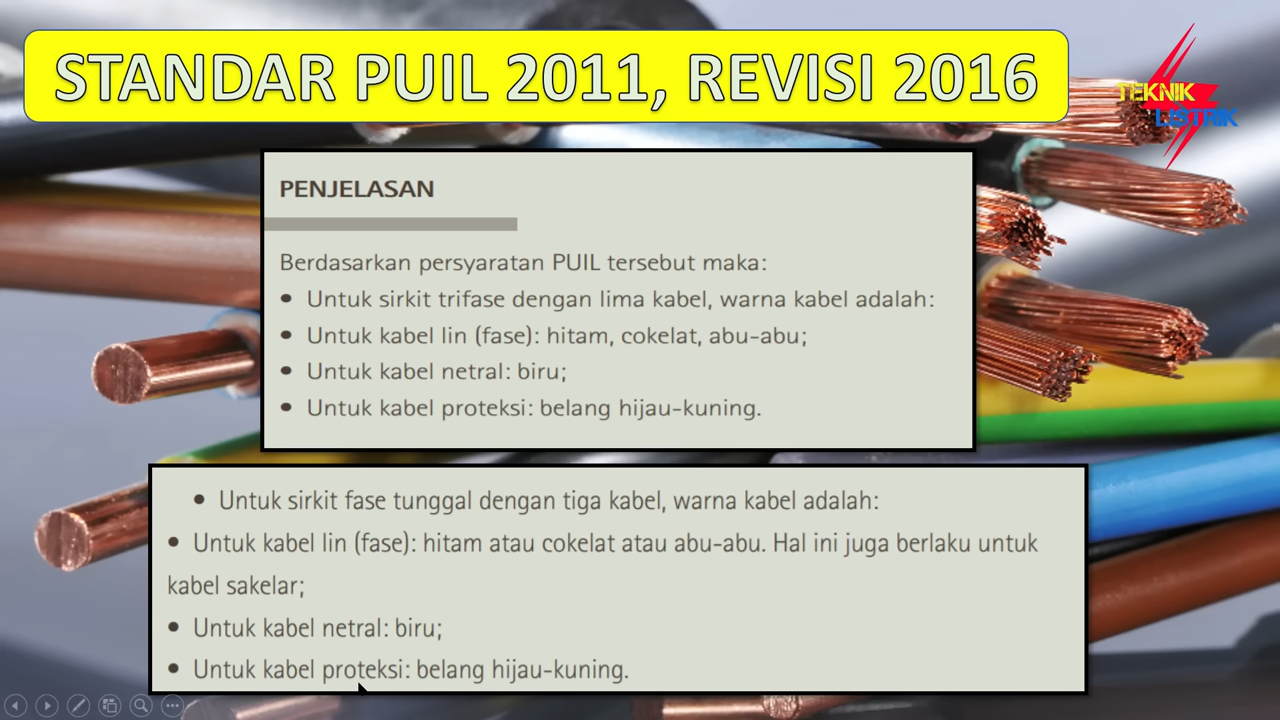 STANDAR PUIL 2011, REVISI 2016
TEKNIK
LISTRIK
PENJELASAN
Berdasarkan persyaratan PUIL tersebut maka:
• Untuk sirkit trifase dengan lima kabel, warna kabel adalah:
• Untuk kabel lin (fase): hitam, cokelat, abu-abu;
• Untuk kabel netral: biru;
• Untuk kabel proteksi: belang hijau-kuning.
• Untuk sirkit fase tunggal dengan tiga kabel, warna kabel adalah:
• Untuk kabel lin (fase): hitam atau cokelat atau abu-abu. Hal ini juga berlaku untuk
kabel sakelar;
• Untuk kabel netral: biru;
• Untuk kabel proteksi: belang hijau-kuning.